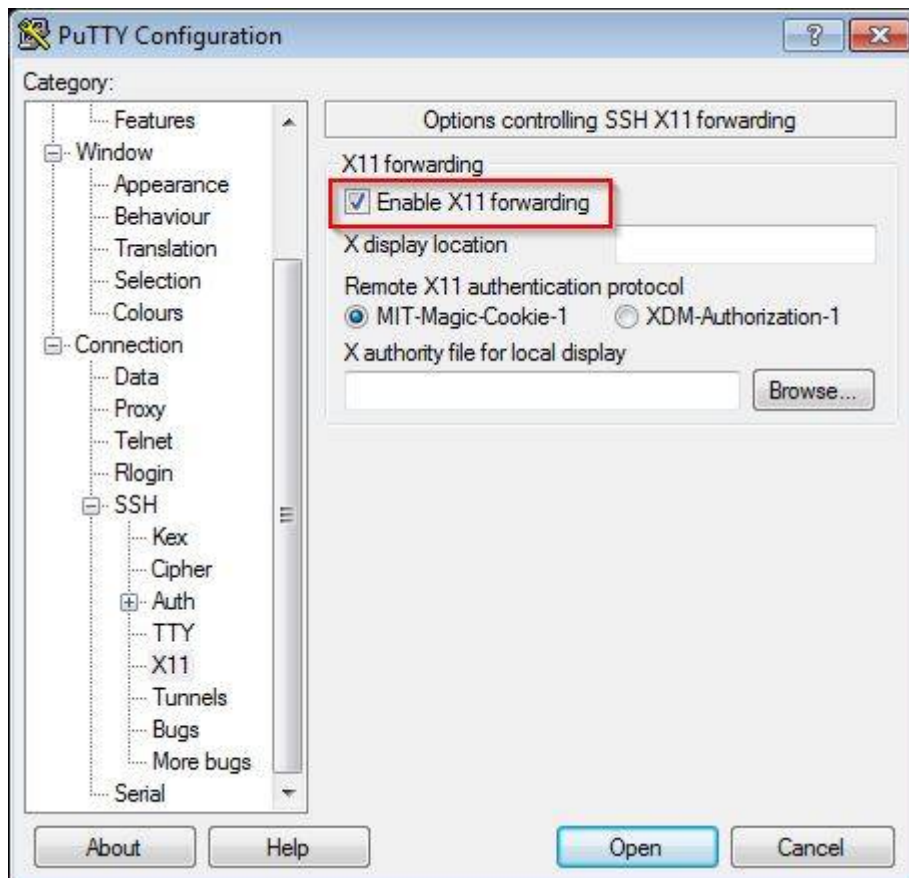 PuTTY Configuration
Category:
Features
Window
Appearance
Behaviour
Translation
Selection
Colours
Connection
Data
Proxy
Telnet
Rlogin
SSH
Kex
Cipher
Auth
TTY
X11
Tunnels
Bugs
More bugs
Serial
Options controlling SSH X11 forwarding
X11 forwarding
Enable X11 forwarding
X display location
Remote X11 authentication protocol
MIT-Magic-Cookie-1 XDM-Authorization-1
X authority file for local display
Browse...
About Help Open Cancel